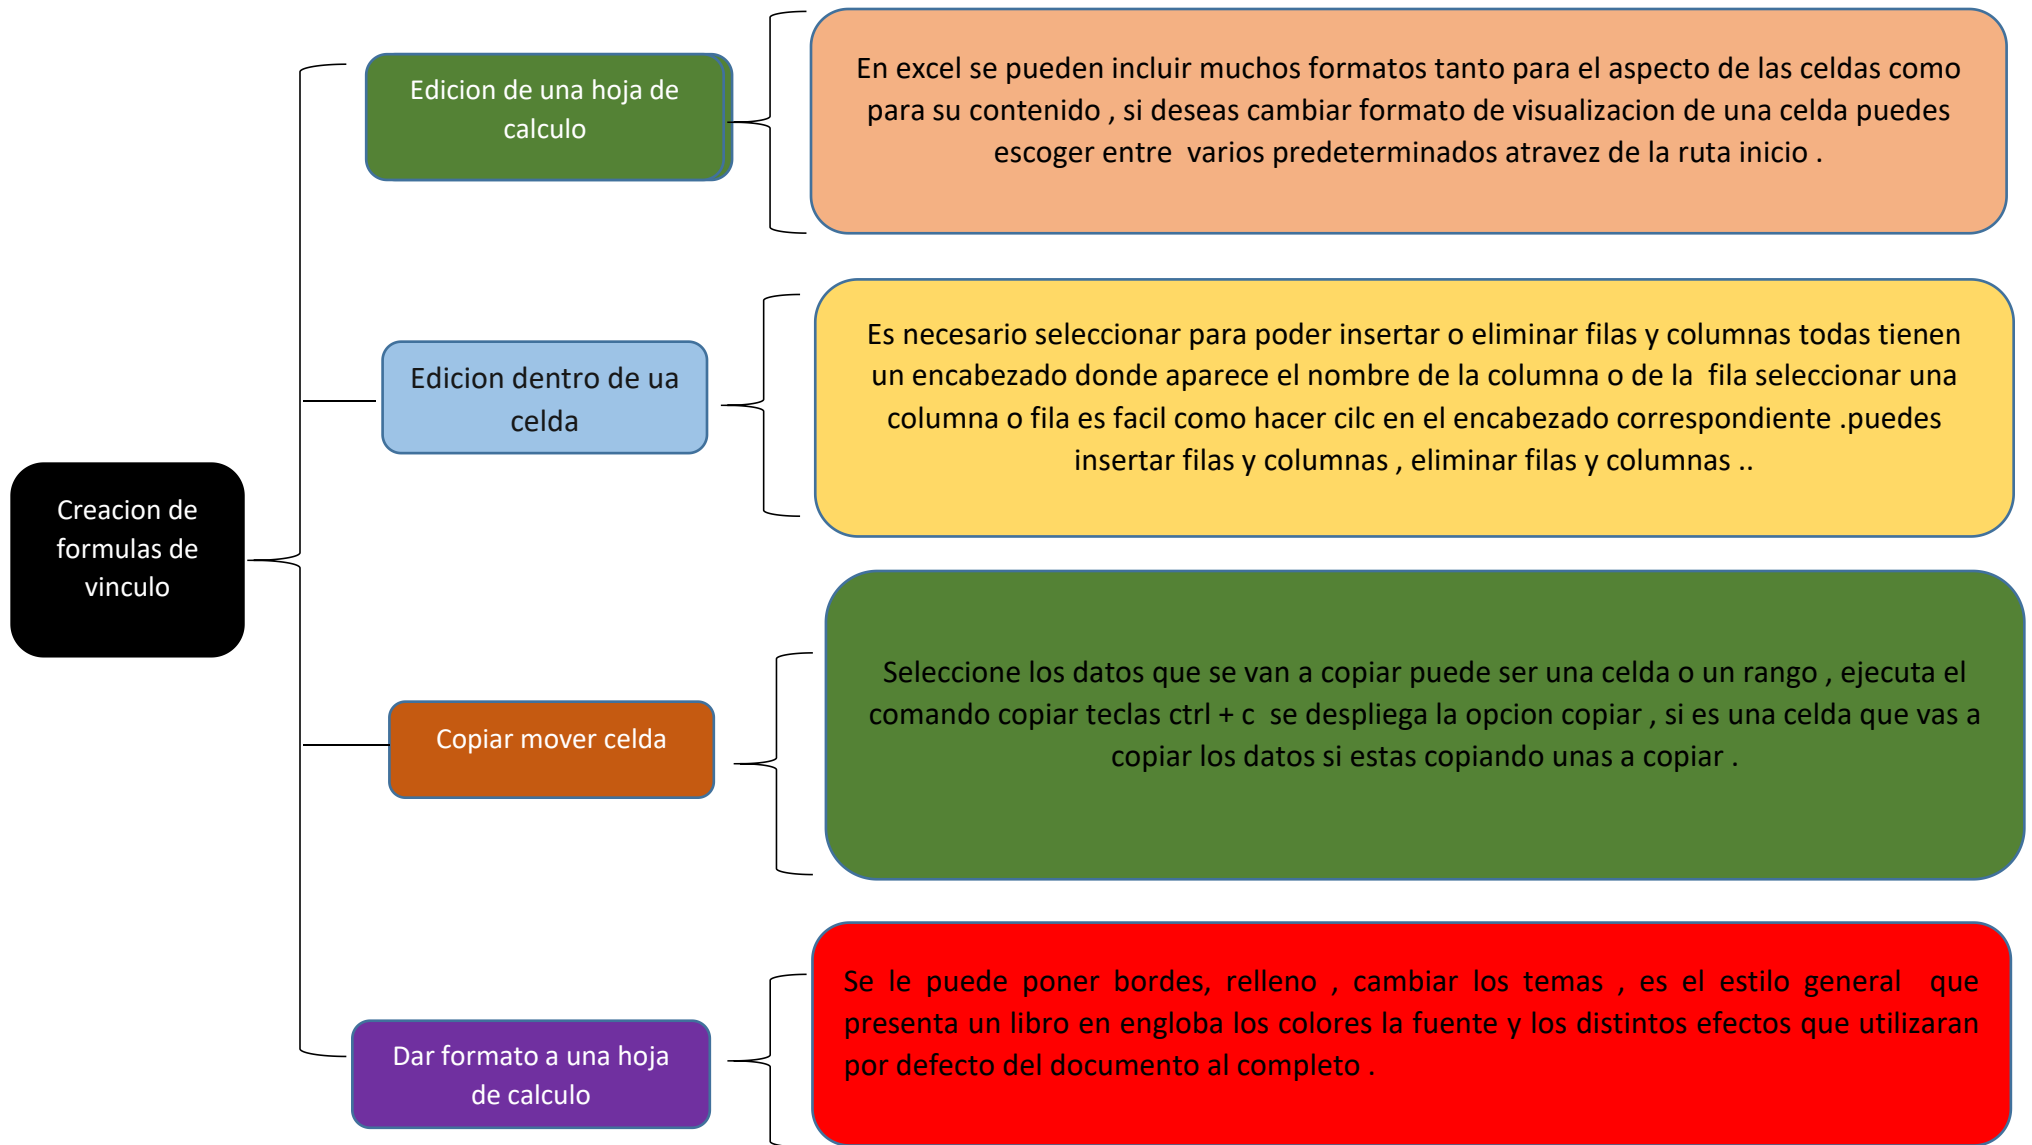 Edicion de una hoja de
calculo
En excel se pueden incluir muchos formatos tanto para el aspecto de las celdas como
para su contenido , si deseas cambiar formato de visualizacion de una celda puedes
escoger entre varios predeterminados atravez de la ruta inicio .
Edicion dentro de ua
celda
Es necesario seleccionar para poder insertar o eliminar filas y columnas todas tienen
un encabezado donde aparece el nombre de la columna o de la fila seleccionar una
columna o fila es facil como hacer cilc en el encabezado correspondiente .puedes
insertar filas y columnas , eliminar filas y columnas ..
Creacion de
formulas de
vinculo
Copiar mover celda
Seleccione los datos que se van a copiar puede ser una celda o un rango , ejecuta el
comando copiar teclas ctrl + c se despliega la opcion copiar , si es una celda que vas a
copiar los datos si estas copiando unas a copiar .
Dar formato a una hoja
de calculo
Se le puede poner bordes, relleno , cambiar los temas , es el estilo general que
presenta un libro en engloba los colores la fuente y los distintos efectos que utilizaran
por defecto del documento al completo .